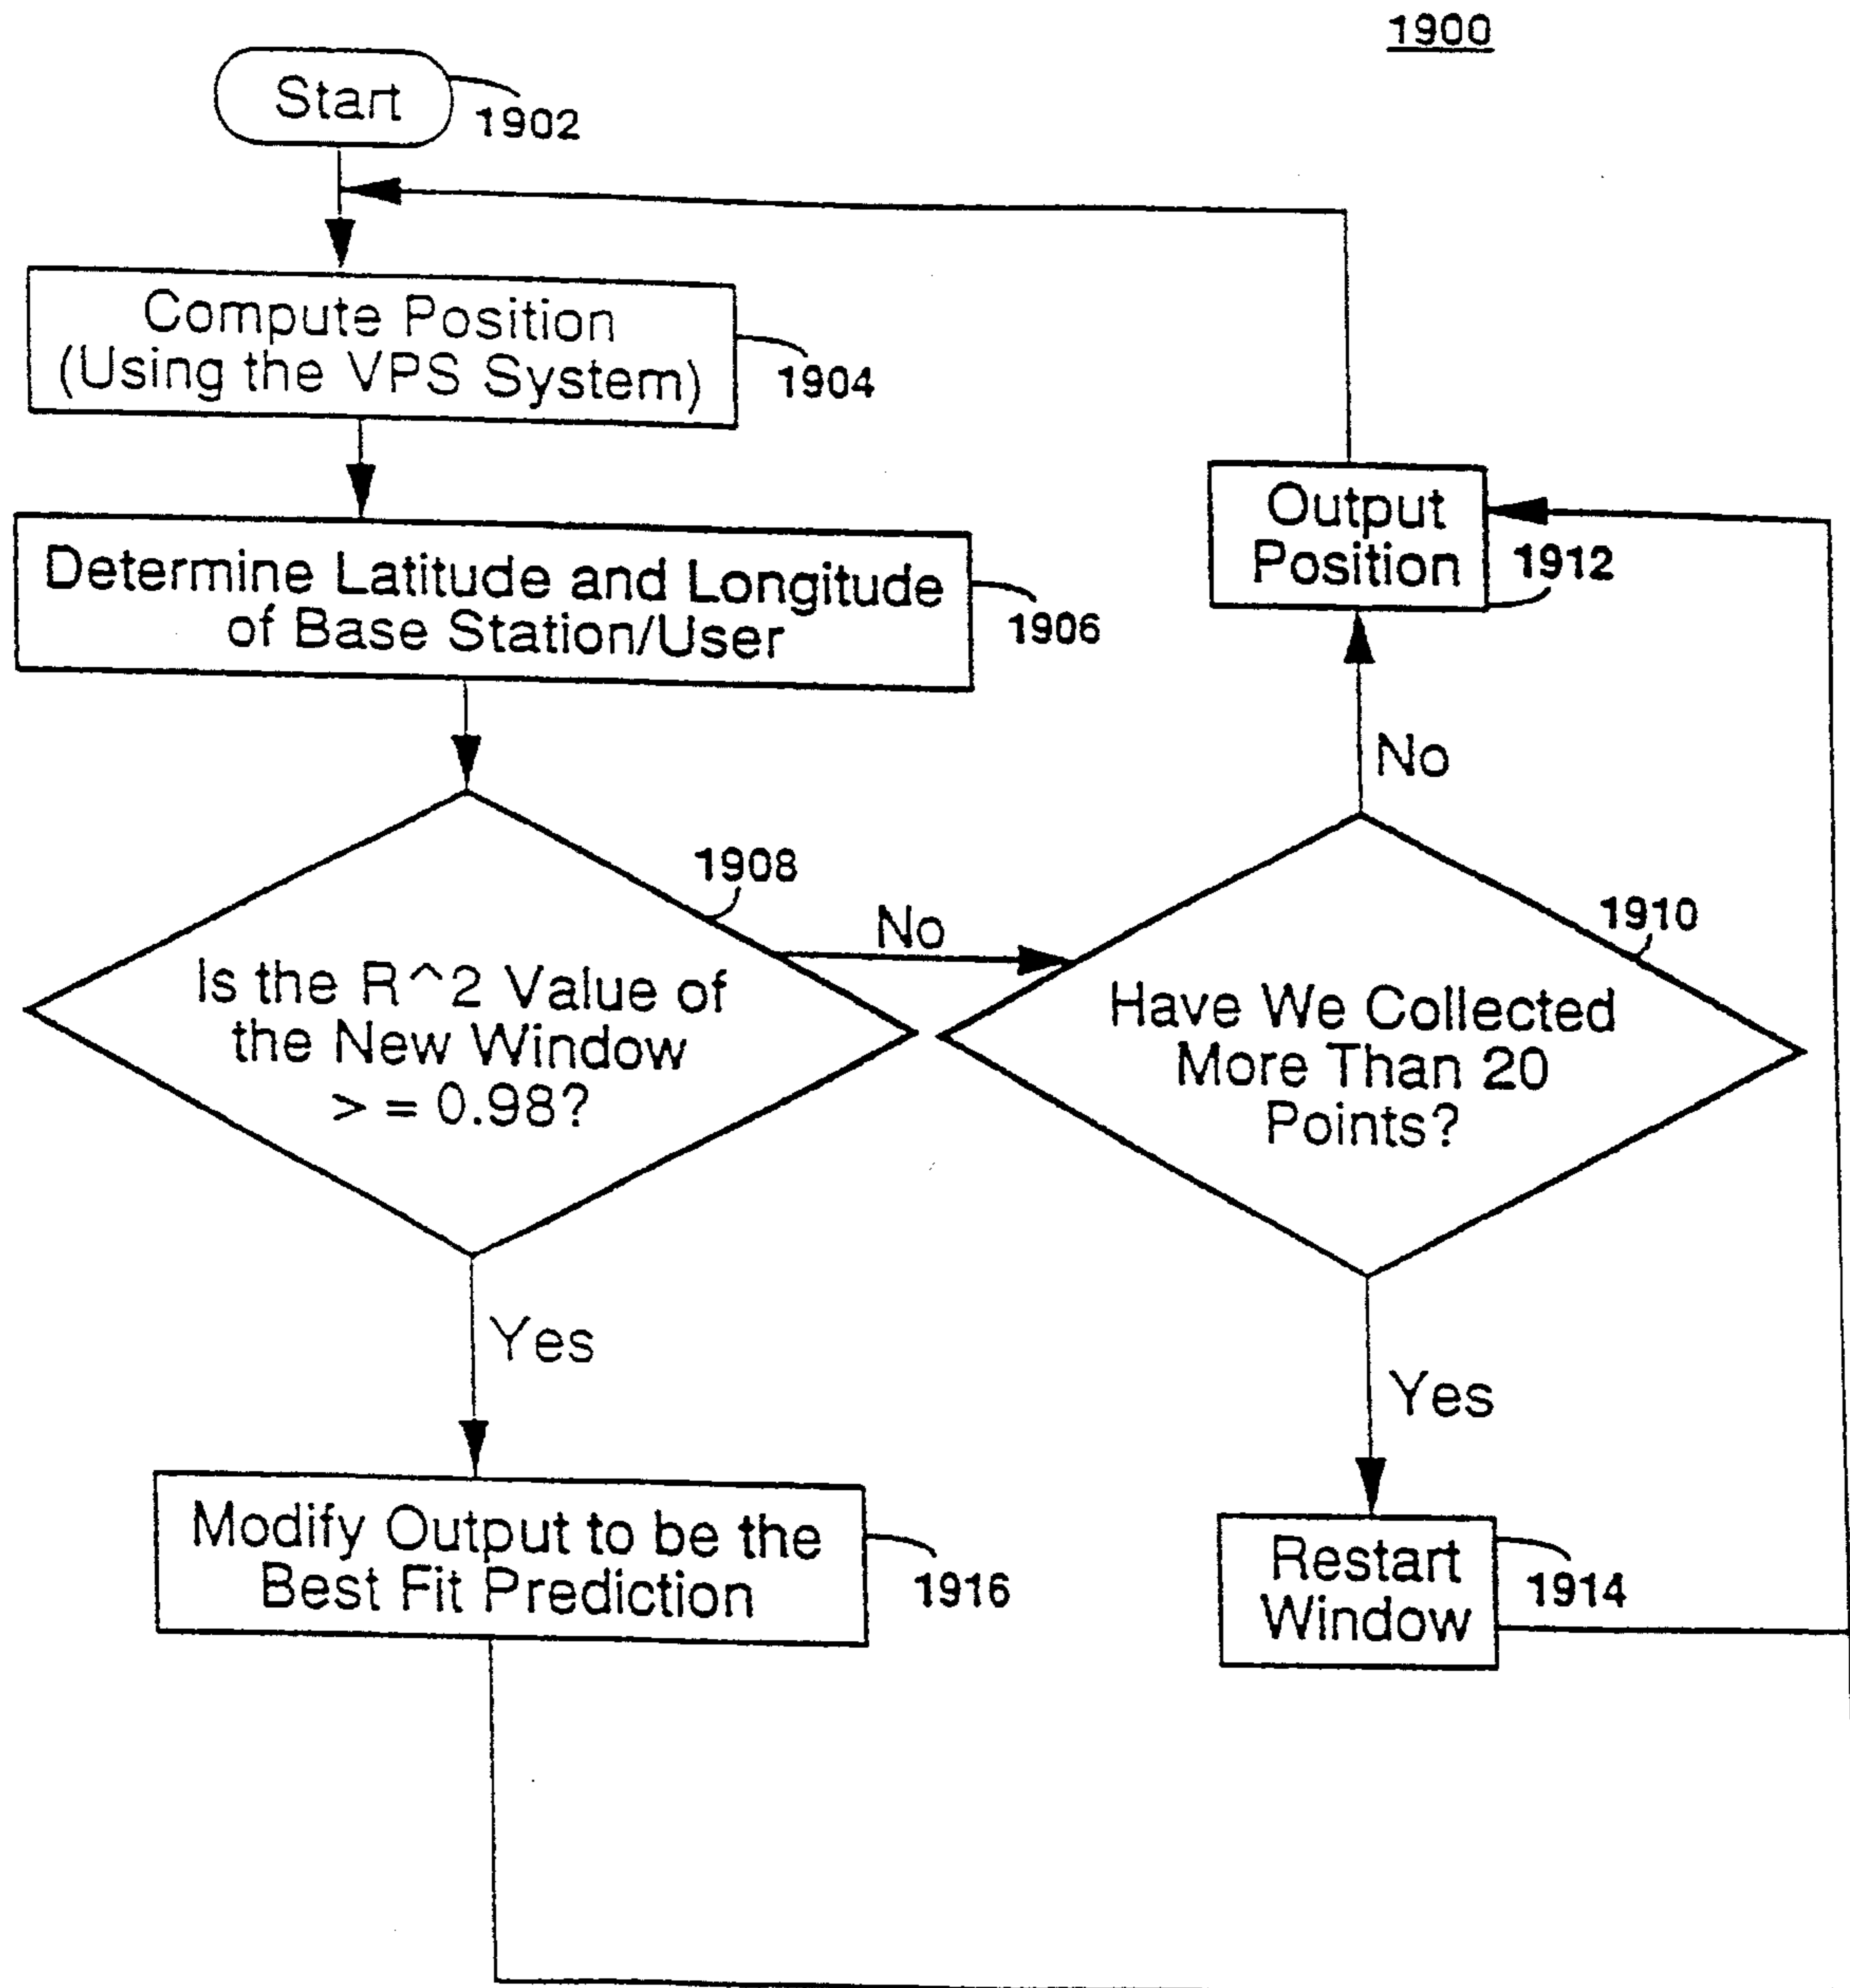 1900
Start
1902
Compute Position
(Using the VPS System)
1904
Determine Latitude and Longitude
of Base Station/User
1906
Output
Position
1912
No
1908
Is the R^2 Value of
the New Window
> = 0.98?
No
1910
Have We Collected
More Than 20
Points?
Yes
Yes
Modify Output to be the
Best Fit Prediction
1916
Restart
Window
1914